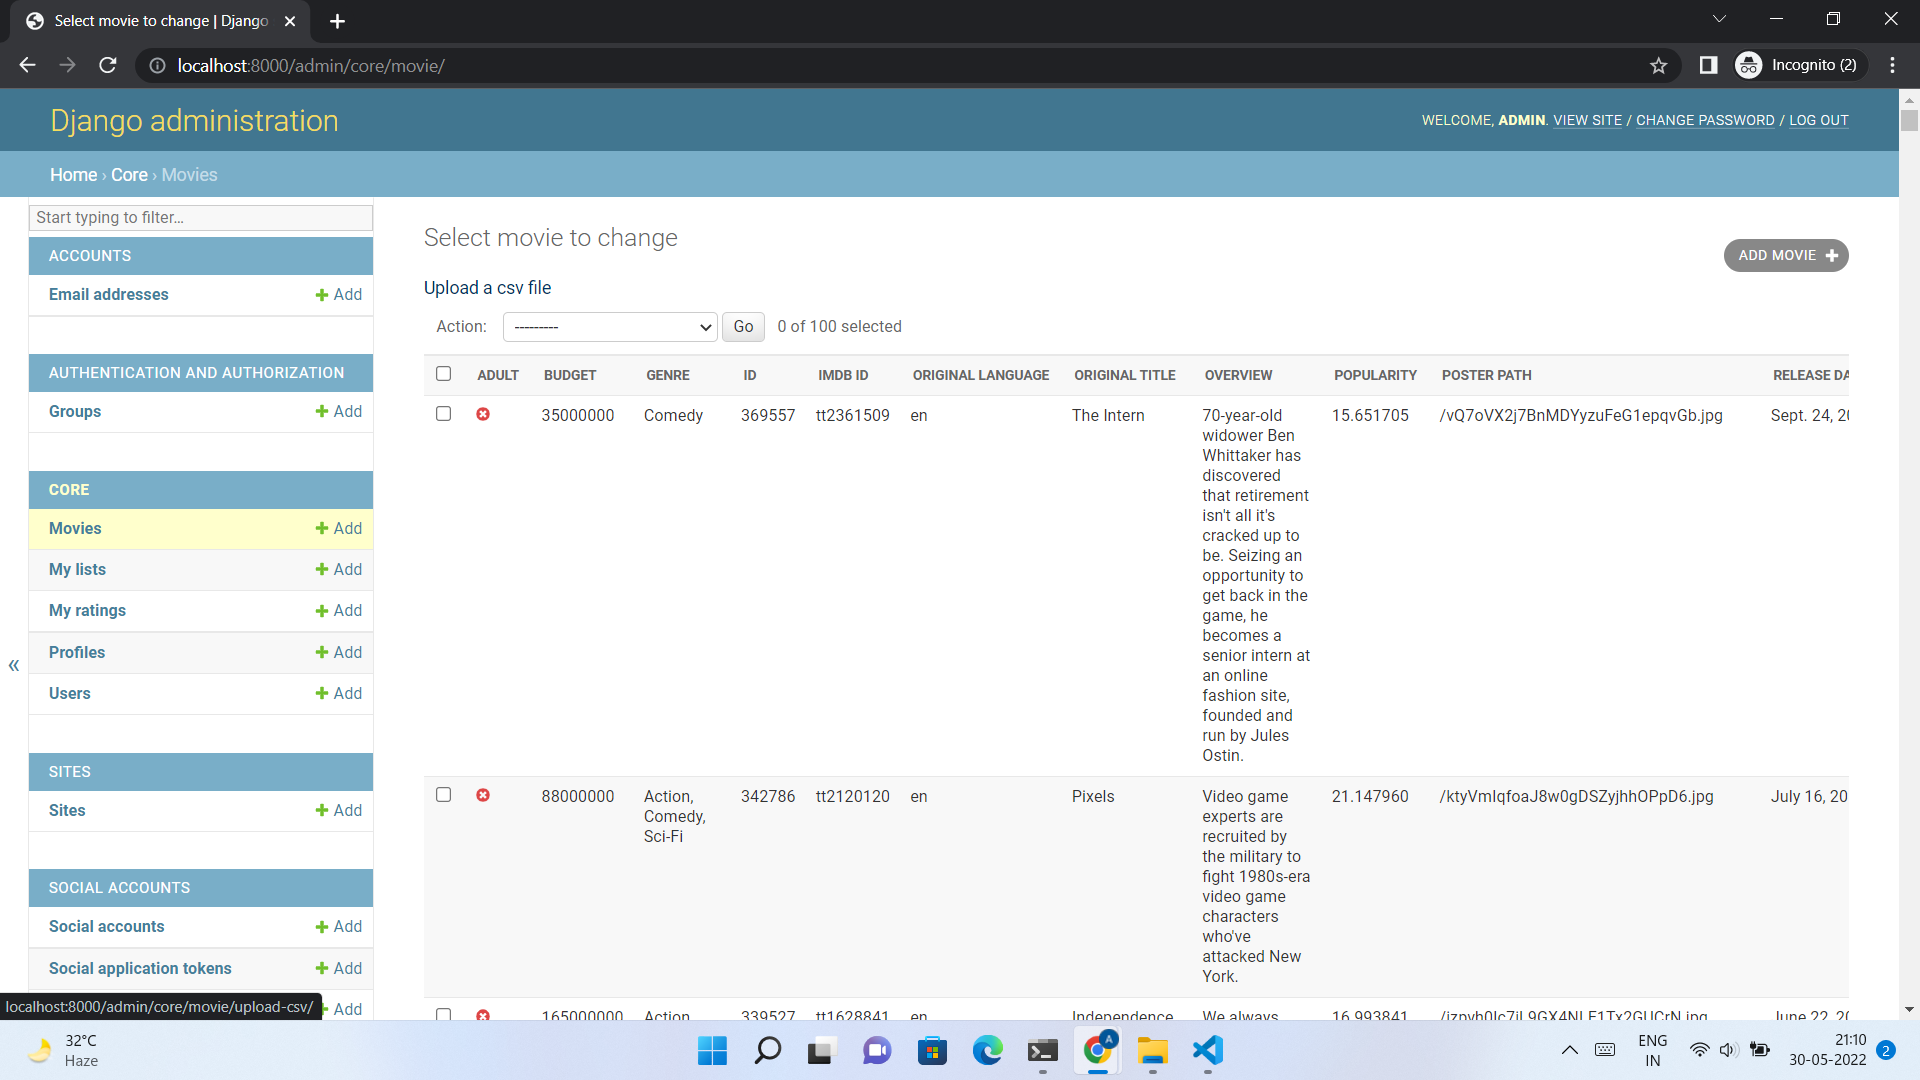 Select movie to change | Django
localhost:8000/admin/core/movie/
Incognito (2)
Django administration
WELCOME, ADMIN. VIEW SITE / CHANGE PASSWORD / LOG OUT
Home › Core › Movies
Start typing to filter...
ACCOUNTS
Email addresses + Add
AUTHENTICATION AND AUTHORIZATION
Groups + Add
CORE
Movies + Add
My lists + Add
My ratings + Add
Profiles + Add
Users + Add
SITES
Sites + Add
SOCIAL ACCOUNTS
Social accounts + Add
Social application tokens + Add
+ Add
«
localhost:8000/admin/core/movie/upload-csv/
Select movie to change
ADD MOVIE +
Upload a csv file
Action: --------- Go 0 of 100 selected
ADULT BUDGET GENRE ID IMDB ID ORIGINAL LANGUAGE ORIGINAL TITLE OVERVIEW POPULARITY POSTER PATH RELEASE DA
35000000 Comedy 369557 tt2361509 en The Intern 70-year-old 15.651705 /vQ7oVX2j7BnMDYyzuFeG1epqvGb.jpg Sept. 24, 20
widower Ben
Whittaker has
discovered
that retirement
isn't all it's
cracked up to
be. Seizing an
opportunity to
get back in the
game, he
becomes a
senior intern at
an online
fashion site,
founded and
run by Jules
Ostin.
88000000 Action, 342786 tt2120120 en Pixels Video game 21.147960 /ktyVmIqfoaJ8w0gDSZyjhhOPpD6.jpg July 16, 20
Comedy, experts are
Sci-Fi recruited by
the military to
fight 1980s-era
video game
characters
who've
attacked New
York.
165000000 Action 339527 tt1628841 en Independence We always 16.993841 June 22, 20
32°C
Haze
ENG
IN
21:10
30-05-2022
2